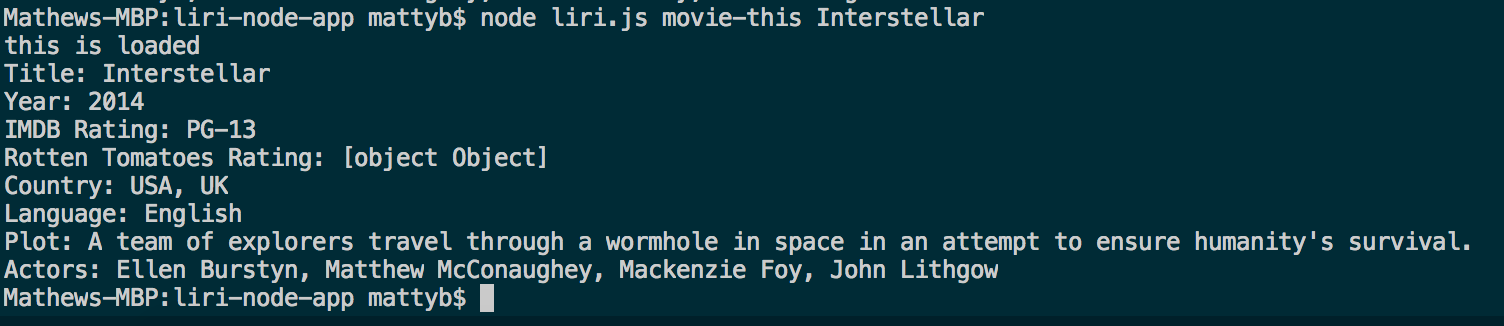 Mathews-MBP:liri-node-app mattyb$ node liri.js movie-this Interstellar
this is loaded
Title: Interstellar
Year: 2014
IMDB Rating: PG-13
Rotten Tomatoes Rating: [object Object]
Country: USA, UK
Language: English
Plot: A team of explorers travel through a wormhole in space in an attempt to ensure humanity's survival.
Actors: Ellen Burstyn, Matthew McConaughey, Mackenzie Foy, John Lithgow
Mathews-MBP:liri-node-app mattyb$